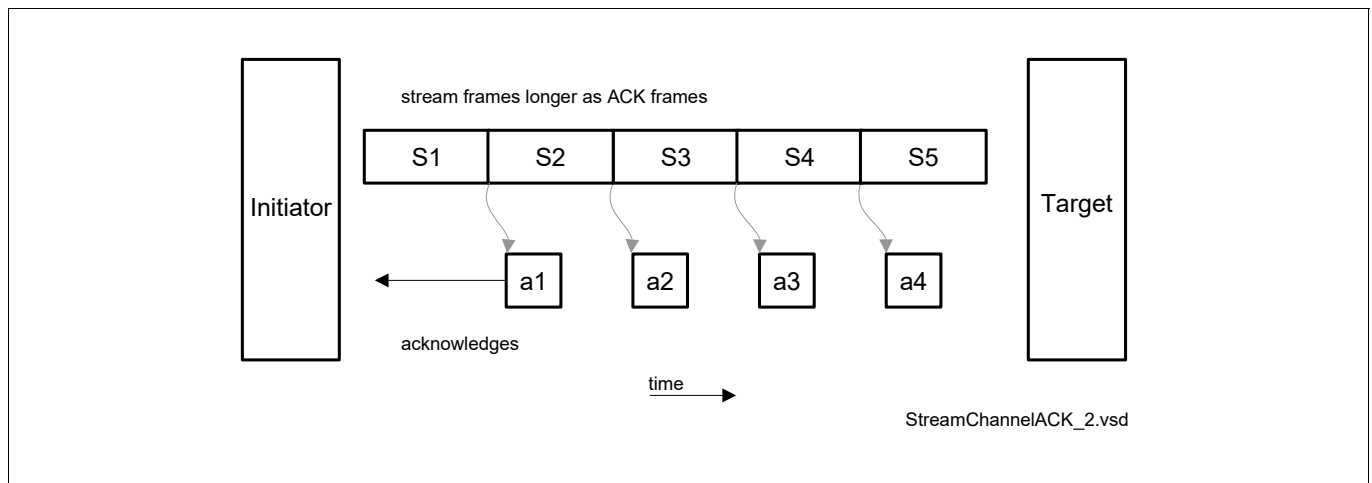 stream frames longer as ACK frames
S1 S2 S3 S4 S5
Initiator
Target
a1 a2 a3 a4
acknowledges
time
StreamChannelACK_2.vsd